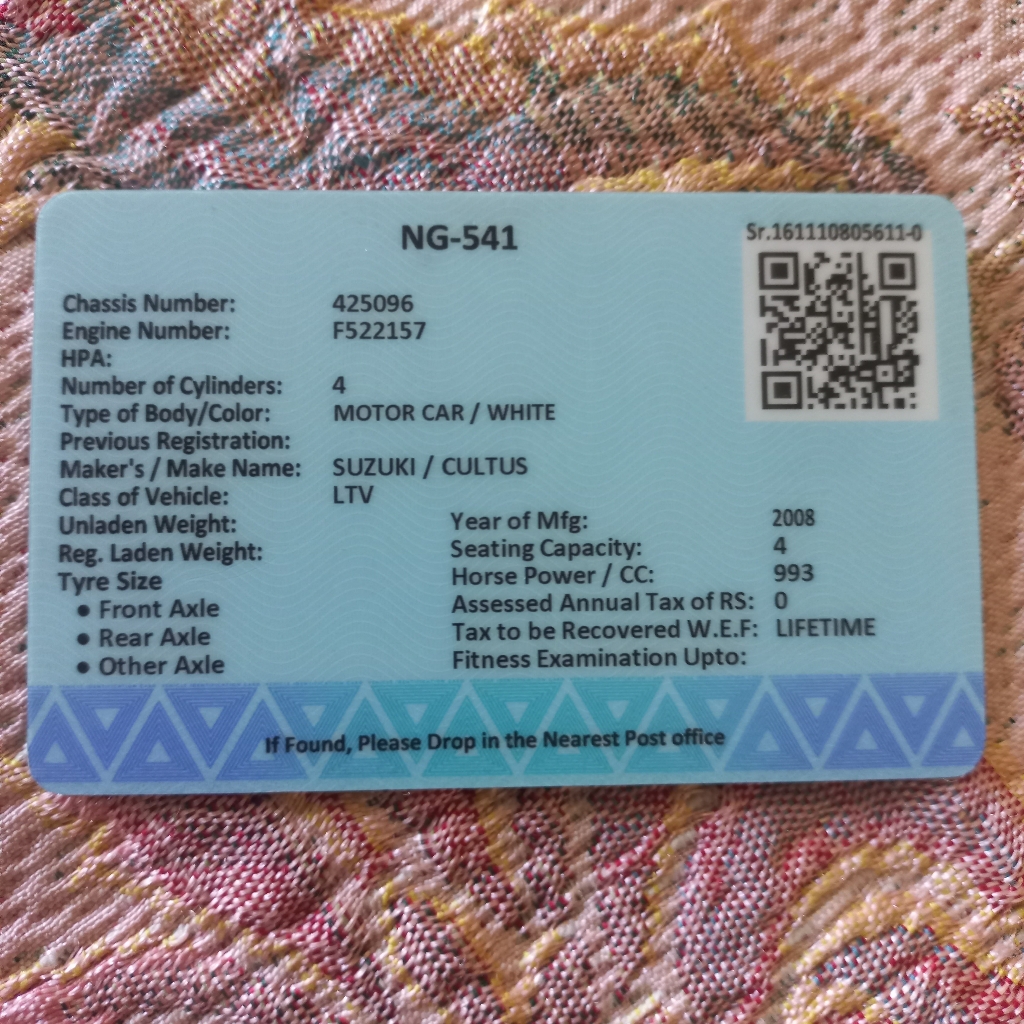 NG-541
Sr.161110805611-0
Chassis Number: 425096
Engine Number: F522157
HPA:
Number of Cylinders: 4
Type of Body/Color: MOTOR CAR / WHITE
Previous Registration:
Maker's / Make Name: SUZUKI / CULTUS
Class of Vehicle: LTV
Unladen Weight:
Reg. Laden Weight:
Tyre Size
• Front Axle
• Rear Axle
• Other Axle
Year of Mfg: 2008
Seating Capacity: 4
Horse Power / CC: 993
Assessed Annual Tax of RS: 0
Tax to be Recovered W.E.F: LIFETIME
Fitness Examination Upto:
If Found, Please Drop in the Nearest Post office